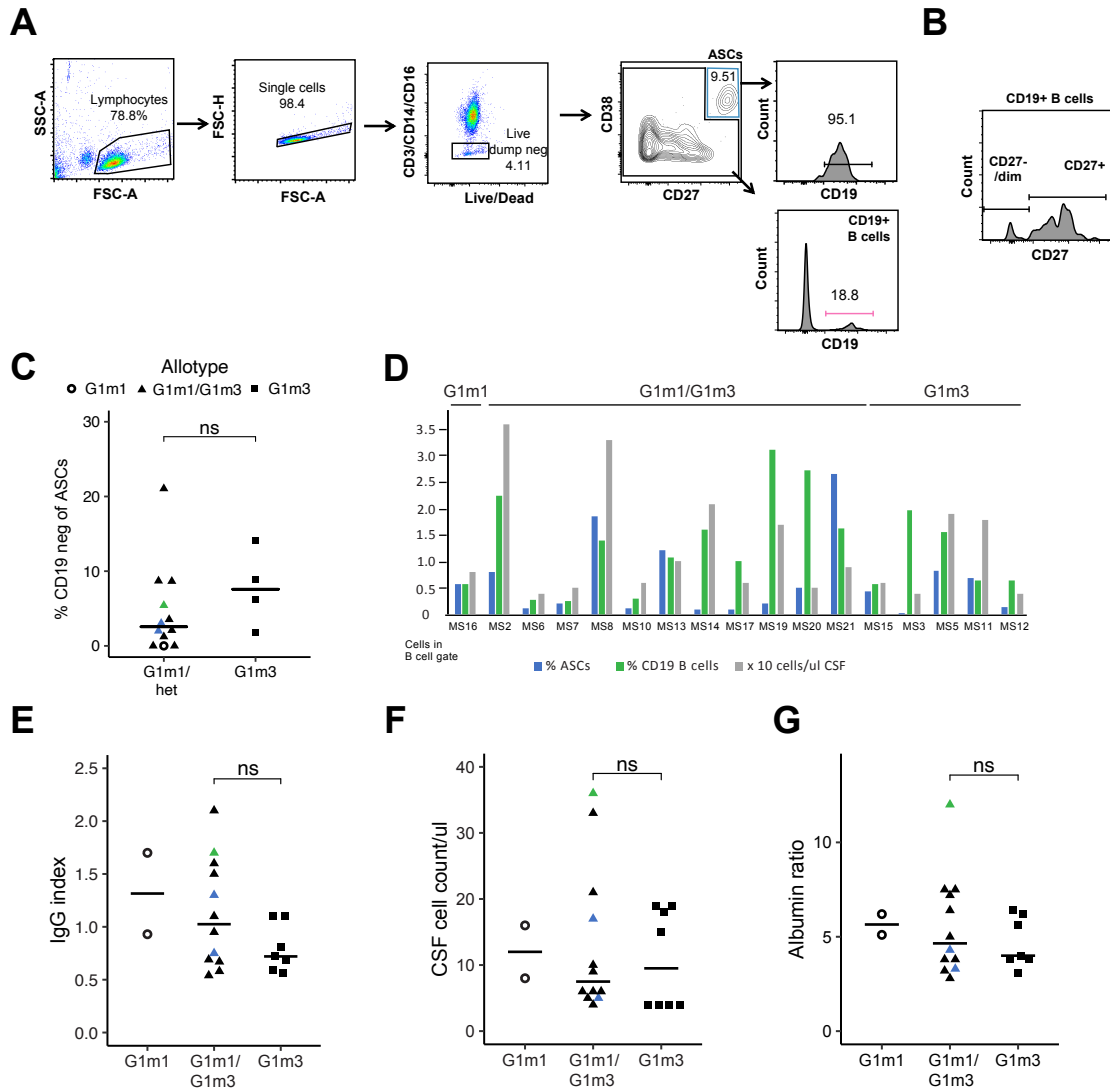 A
B
SSC-A
Lymphocytes
78.8%
FSC-A
FSC-H
Single cells
98.4
FSC-A
CD3/CD14/CD16
Live
dump neg
4.11
Live/Dead
ASCs
9.51
CD38
CD27
Count
95.1
CD19
CD19+
B cells
Count
18.8
CD19
CD19+ B cells
CD27-
/dim
CD27+
Count
CD27
C
Allotype
G1m1 G1m1/G1m3 G1m3
ns
% CD19 neg of ASCs
30
20
10
0
G1m1/
het
G1m3
D
G1m1 G1m1/G1m3 G1m3
3.5
3.0
2.5
2.0
1.5
1.0
0.5
0
MS16 MS2 MS6 MS7 MS8 MS10 MS13 MS14 MS17 MS19 MS20 MS21 MS15 MS3 MS5 MS11 MS12
Cells in
B cell gate
% ASCs % CD19 B cells x 10 cells/ul CSF
E
ns
IgG index
2.5
2.0
1.5
1.0
0.5
0.0
G1m1 G1m1/ G1m3
G1m3
F
ns
CSF cell count/ul
40
30
20
10
0
G1m1 G1m1/ G1m3
G1m3
G
ns
Albumin ratio
10
5
0
G1m1 G1m1/ G1m3
G1m3